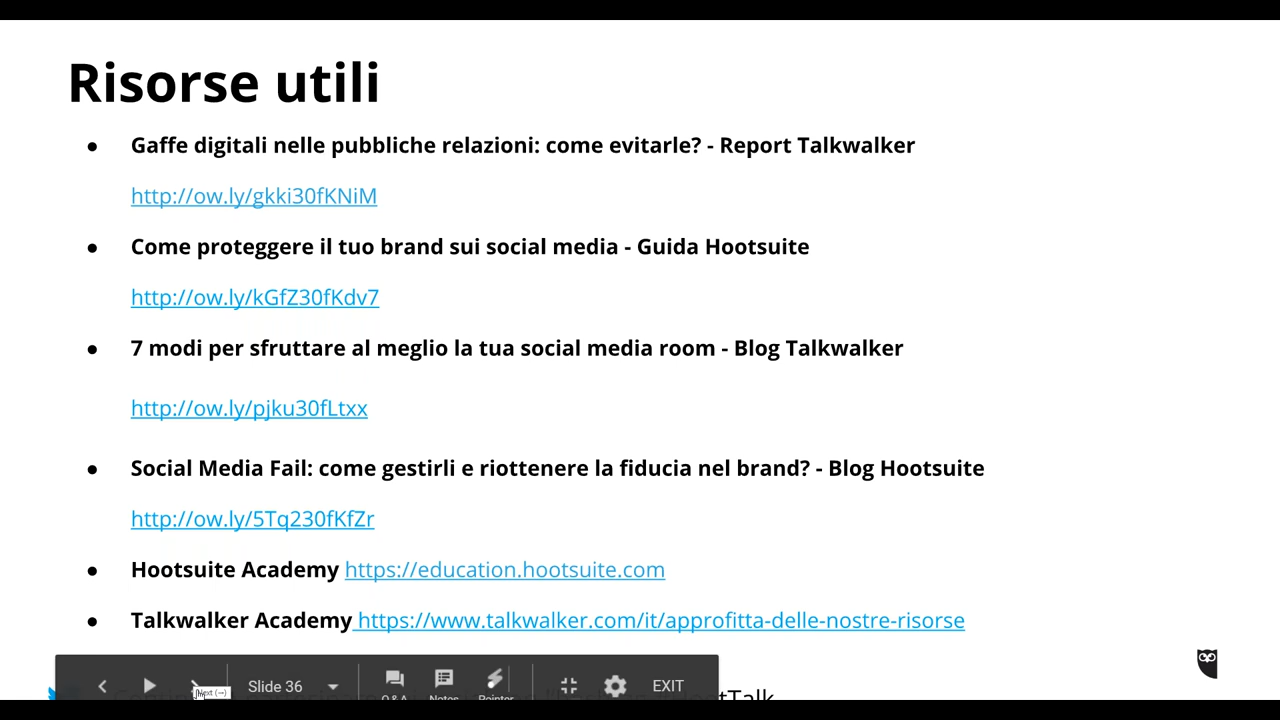 Risorse utili
● Gaffe digitali nelle pubbliche relazioni: come evitarle? - Report Talkwalker
http://ow.ly/gkki30fKNiM
● Come proteggere il tuo brand sui social media - Guida Hootsuite
http://ow.ly/kGfZ30fKdv7
● 7 modi per sfruttare al meglio la tua social media room - Blog Talkwalker
http://ow.ly/pjku30fLtxx
● Social Media Fail: come gestirli e riottenere la fiducia nel brand? - Blog Hootsuite
http://ow.ly/5Tq230fKfZr
● Hootsuite Academy https://education.hootsuite.com
● Talkwalker Academy https://www.talkwalker.com/it/approfitta-delle-nostre-risorse
Slide 36 Q & A Notes Pointer EXIT
Next (→)